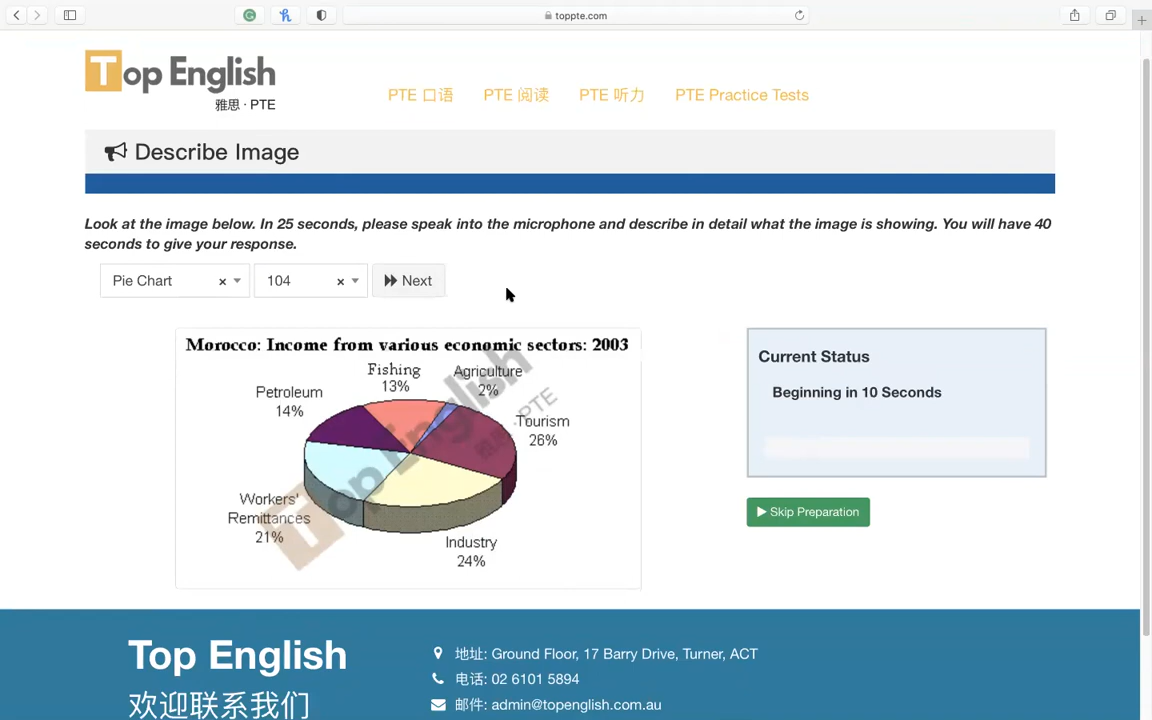 toppte.com
Top English
雅思 · PTE
PTE 口语 PTE 阅读 PTE 听力 PTE Practice Tests
Describe Image
Look at the image below. In 25 seconds, please speak into the microphone and describe in detail what the image is showing. You will have 40
seconds to give your response.
Pie Chart × 104 × Next
Morocco: Income from various economic sectors: 2003
Fishing
13%
Agriculture
2%
Petroleum
14%
Tourism
26%
Workers'
Remittances
21%
Industry
24%
Top English
雅思 · PTE
Current Status
Beginning in 10 Seconds
Skip Preparation
Top English
欢迎联系我们
地址: Ground Floor, 17 Barry Drive, Turner, ACT
电话: 02 6101 5894
邮件: admin@topenglish.com.au